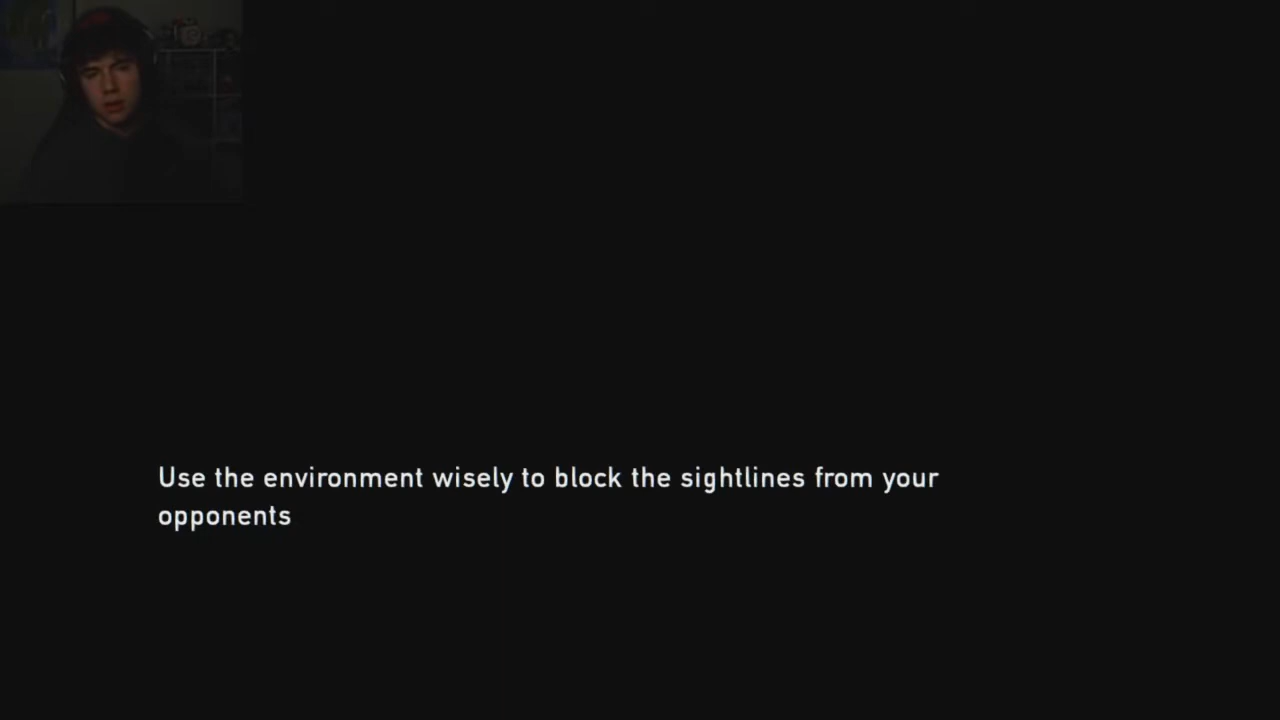 Use the environment wisely to block the sightlines from your
opponents